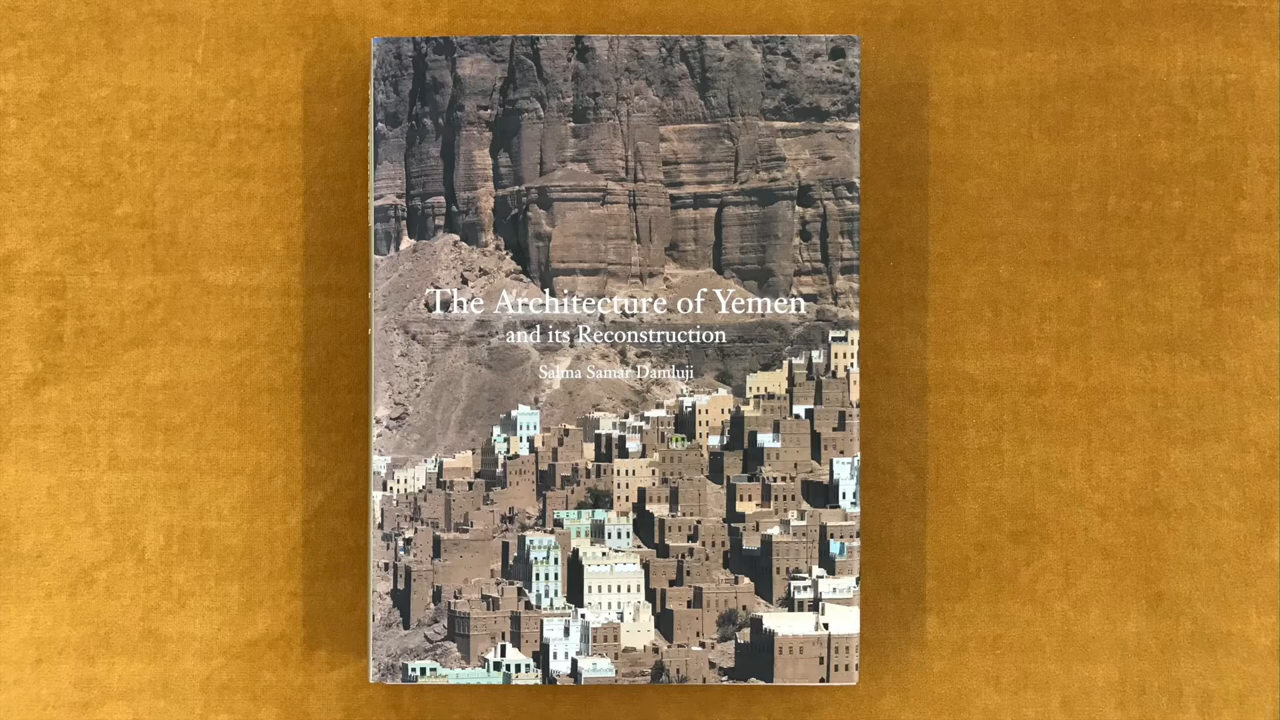 The Architecture of Yemen
and its Reconstruction
Salma Samar Damluji